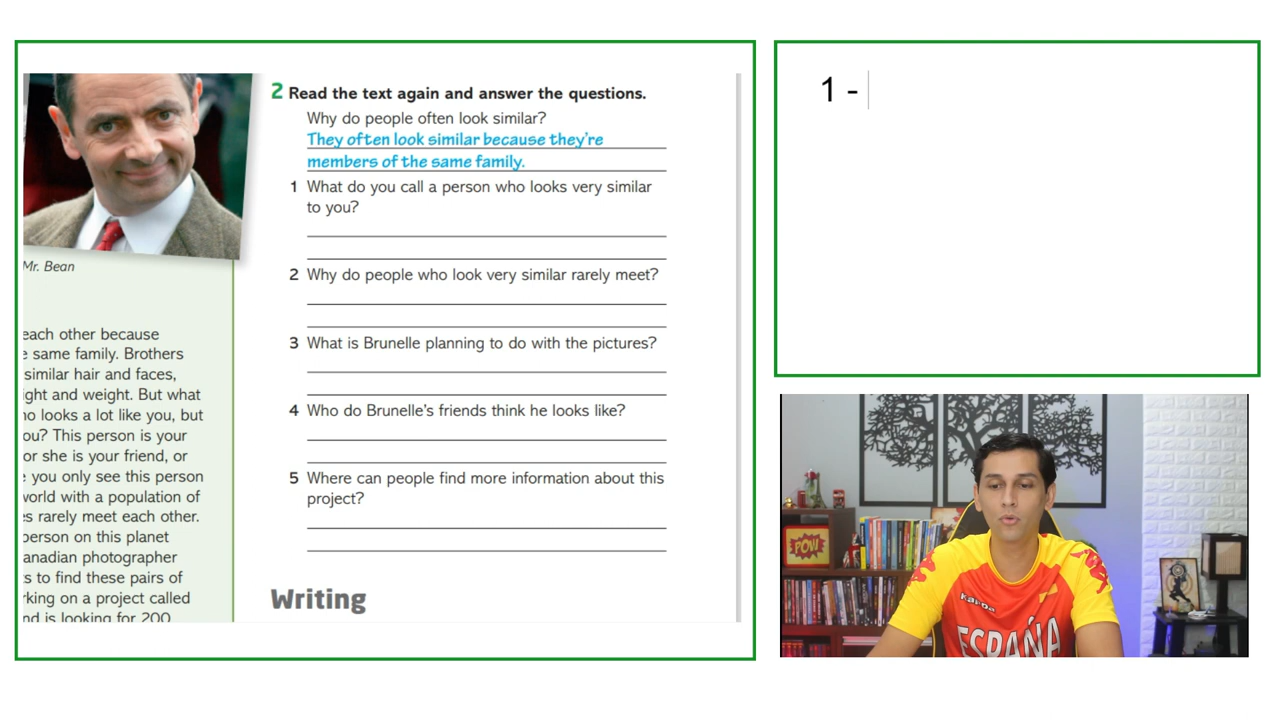 Mr. Bean
each other because
same family. Brothers
similar hair and faces,
ght and weight. But what
looks a lot like you, but
ou? This person is your
or she is your friend, or
you only see this person
world with a population of
es rarely meet each other.
person on this planet
anadian photographer
s to find these pairs of
rking on a project called
nd is looking for 200
2 Read the text again and answer the questions.
Why do people often look similar?
They often look similar because they're
members of the same family.
1 What do you call a person who looks very similar
to you?
2 Why do people who look very similar rarely meet?
3 What is Brunelle planning to do with the pictures?
4 Who do Brunelle's friends think he looks like?
5 Where can people find more information about this
project?
Writing
1 -
POW
Kappa
ESPAÑA